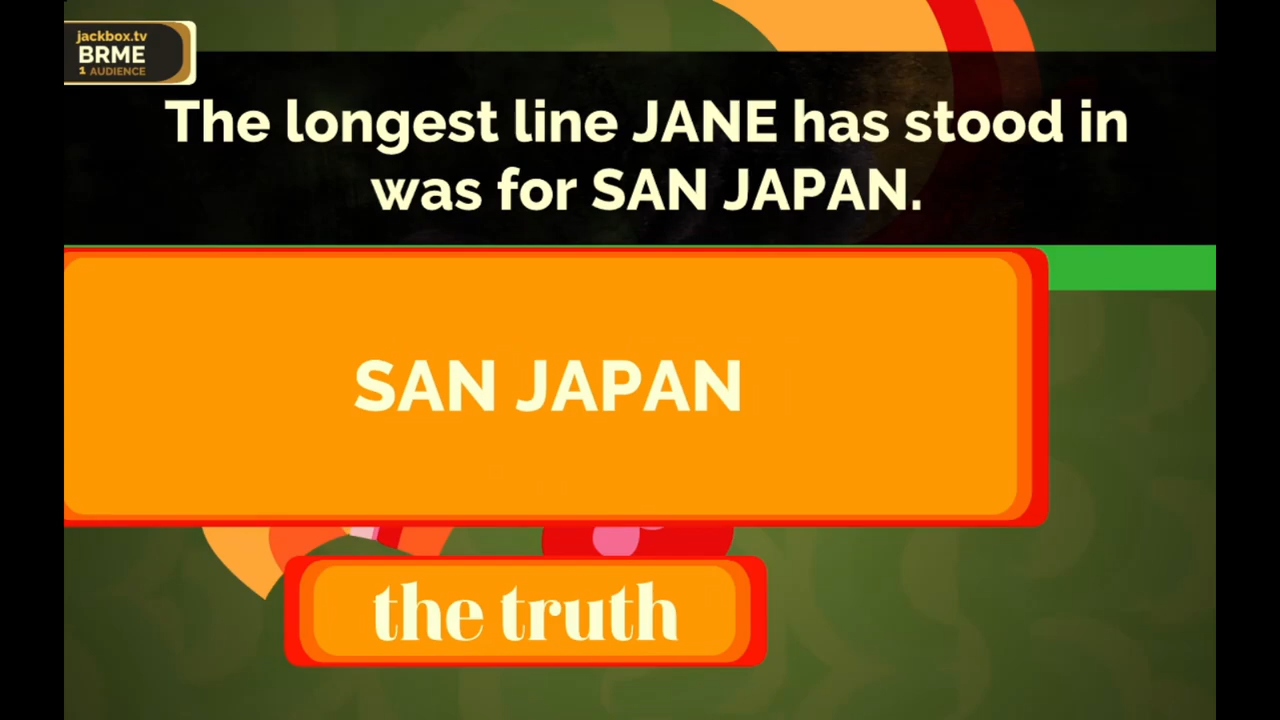 jackbox.tv
BRME
1 AUDIENCE
The longest line JANE has stood in
was for SAN JAPAN.
SAN JAPAN
the truth